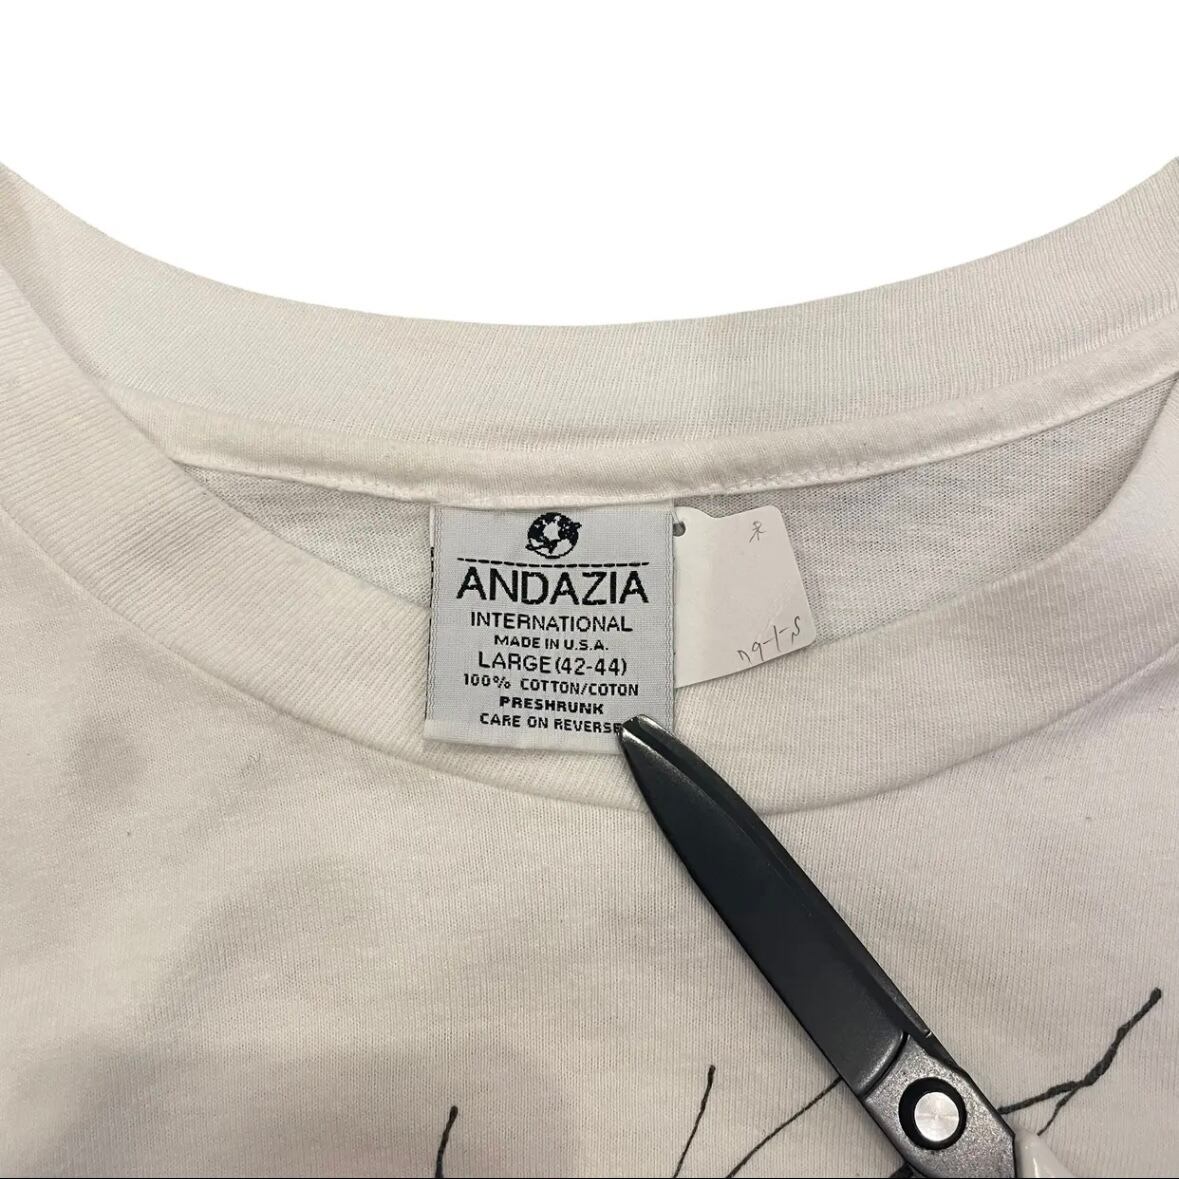 ANDAZIA
INTERNATIONAL
MADE IN U.S.A.
LARGE (42-44)
100% COTTON/COTON
PRESHRUNK
CARE ON REVERSE